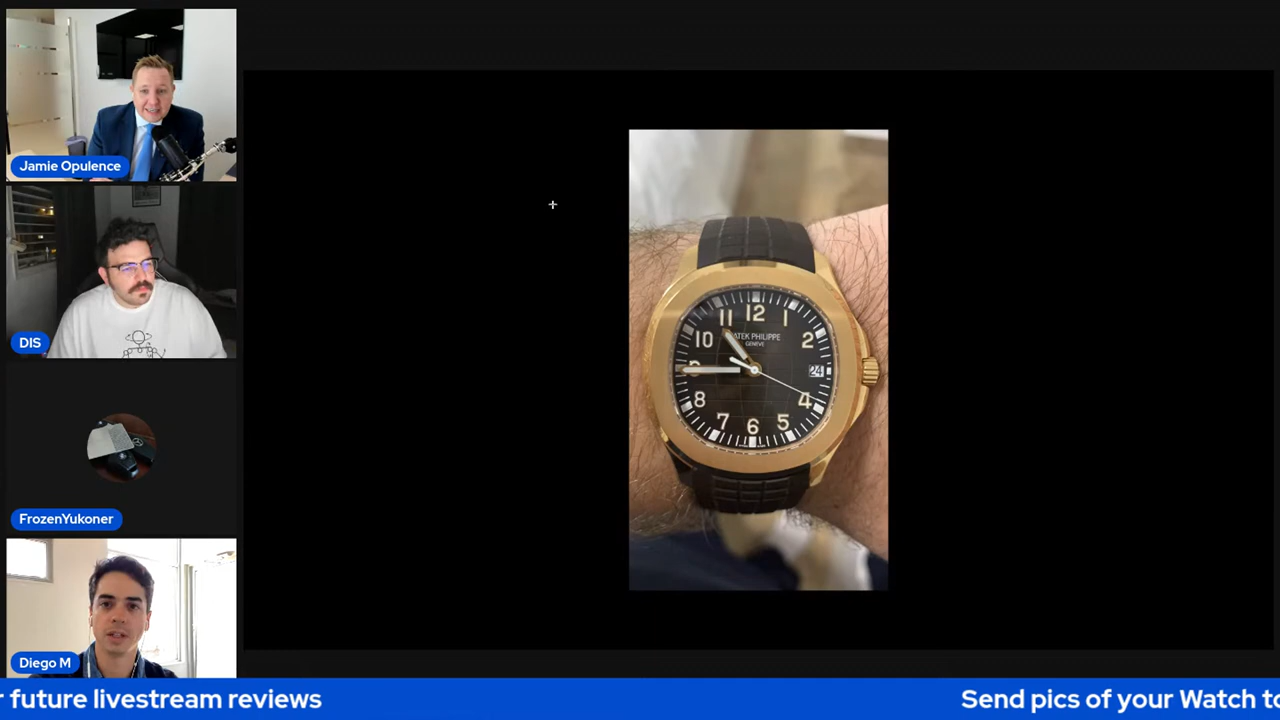 Jamie Opulence
DIS
FrozenYukoner
Diego M
12
11
1
10
2
ATEK PHILIPPE
GENEVE
24
8
4
7
5
6
future livestream reviews
Send pics of your Watch to